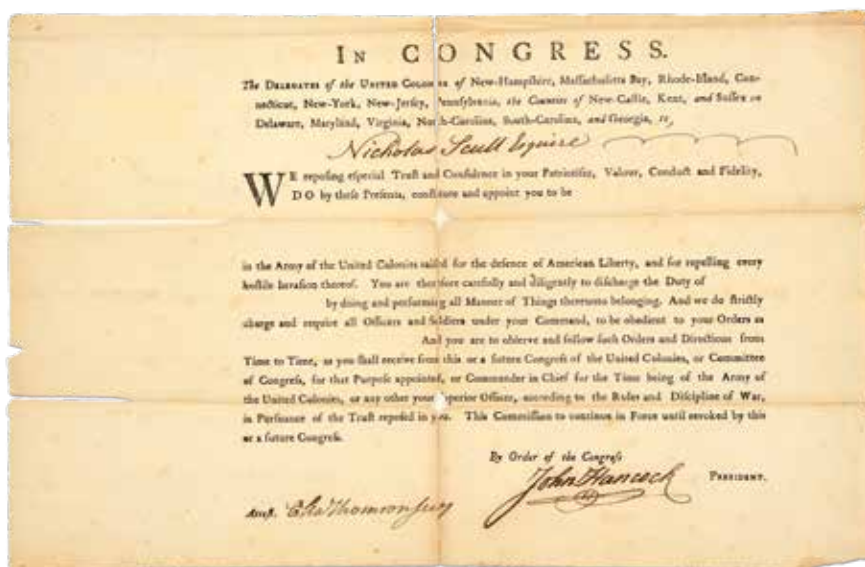 IN CONGRESS.
The DELEGATES of the UNITED COLONIES of New-Hampſhire, Maſſachuſetts Bay, Rhode-Iſland, Con-
necticut, New-York, New-Jerſey, Pennſylvania, the Counties of New-Caſtle, Kent, and Suſſex on
Delaware, Maryland, Virginia, North-Carolina, South-Carolina, and Georgia, to
Nicholas Scull Esquire
WE repoſing eſpecial Truſt and Confidence in your Patriotiſm, Valour, Conduct and Fidelity,
DO by theſe Preſents, conſtitute and appoint you to be
in the Army of the United Colonies raiſed for the defence of American Liberty, and for repelling every
hoſtile Invaſion thereof. You are therefore carefully and diligently to diſcharge the Duty of
by doing and performing all Manner of Things thereunto belonging. And we do ſtrictly
charge and require all Officers and Soldiers under your Command, to be obedient to your Orders as
And you are to obſerve and follow ſuch Orders and Directions from
Time to Time, as you ſhall receive from this or a future Congreſs of the United Colonies, or Committee
of Congreſs, for that Purpoſe appointed, or Commander in Chief for the Time being of the Army of
the United Colonies, or any other your Superior Officer, according to the Rules and Diſcipline of War,
in Purſuance of the Truſt repoſed in you. This Commiſſion to continue in Force until revoked by this
or a future Congreſs.
By Order of the Congreſs
John Hancock PRESIDENT.
Atteſt. Cha Thomson secy